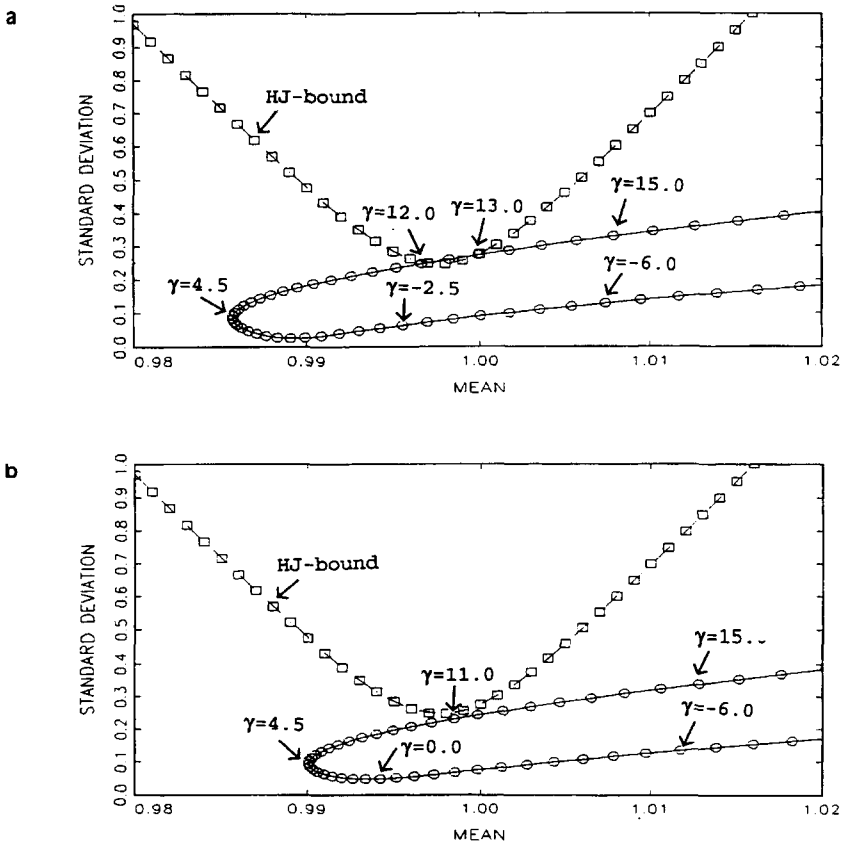 a
STANDARD DEVIATION
0.0 0.1 0.2 0.3 0.4 0.5 0.6 0.7 0.8 0.9 1.0
HJ-bound
γ=12.0
γ=13.0
γ=15.0
γ=4.5
γ=-2.5
γ=-6.0
0.98 0.99 1.00 1.01 1.02
MEAN
b
STANDARD DEVIATION
0.0 0.1 0.2 0.3 0.4 0.5 0.6 0.7 0.8 0.9 1.0
HJ-bound
γ=11.0
γ=15.
γ=4.5
γ=0.0
γ=-6.0
0.98 0.99 1.00 1.01 1.02
MEAN